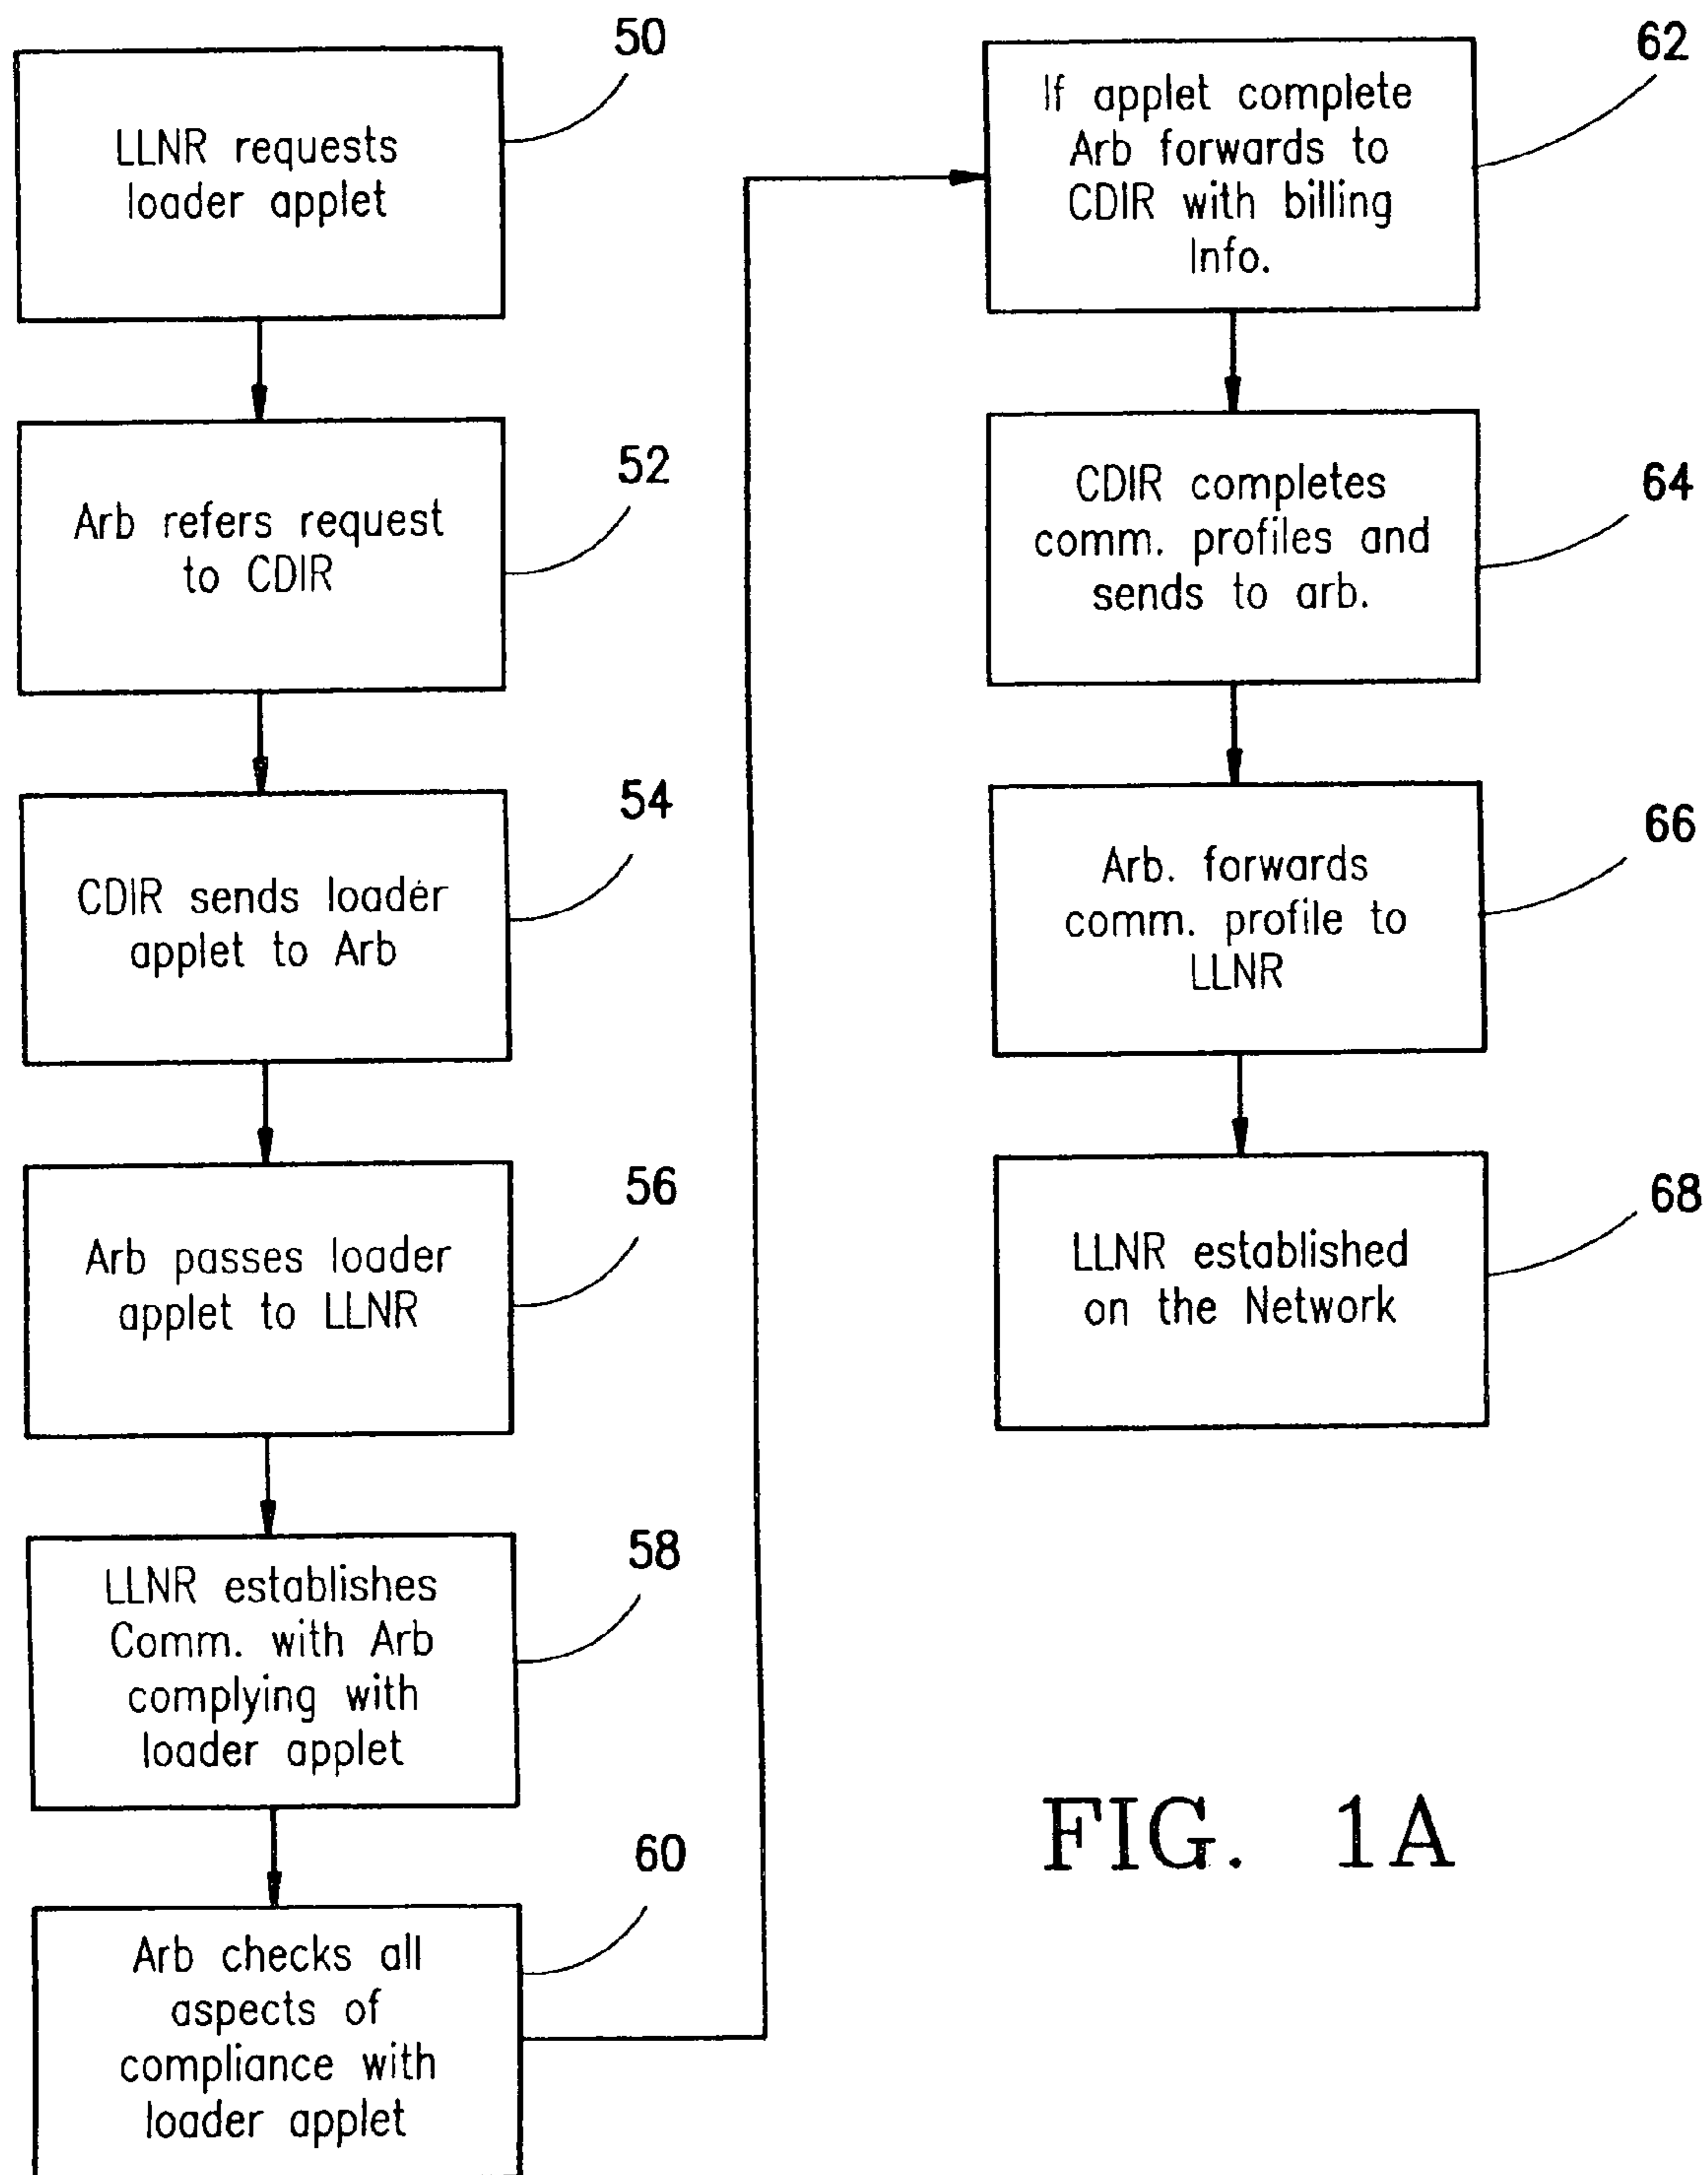 50
LLNR requests
loader applet
52
Arb refers request
to CDIR
54
CDIR sends loader
applet to Arb
56
Arb passes loader
applet to LLNR
58
LLNR establishes
Comm. with Arb
complying with
loader applet
60
Arb checks all
aspects of
compliance with
loader applet
62
If applet complete
Arb forwards to
CDIR with billing
Info.
64
CDIR completes
comm. profiles and
sends to arb.
66
Arb. forwards
comm. profile to
LLNR
68
LLNR established
on the Network
FIG. 1A